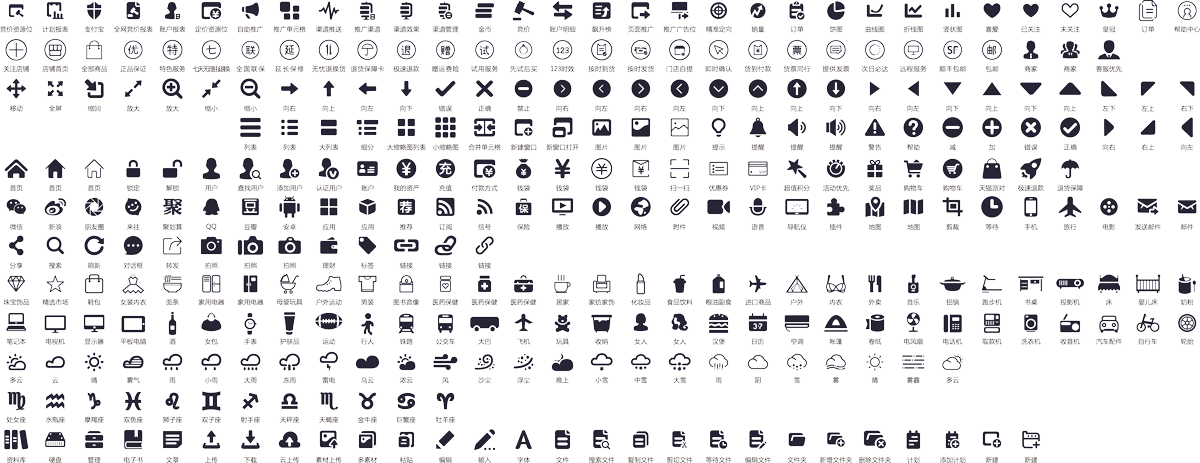 竞价资源位 计划报表 支付宝 全网竞价报表 账户报表 定价资源位 自助推广 推广单元格 渠道推送 推广渠道 渠道效果 渠道管理 金币 竞价 账户明细 飙升榜 页面推广 推广广告位 精准定向 销量 订单 饼图 曲线图 折线图 竖状图 喜爱 已关注 未关注 皇冠 订单 帮助中心
优 特 七 联 延 退 赠 试 123 票 SF 邮
关注店铺 店铺首页 全部商品 正品保证 特色服务 七天无理由退换 全国联保 延长保修 无忧退换货 退货保障卡 极速退款 赠运费险 试用服务 先试后买 123时效 按时到货 按时发货 门店自提 即时确认 货到付款 货票同行 提供发票 次日必达 远程服务 顺丰包邮 包邮 商家 商家 客服优先
移动 全屏 缩回 放大 放大 缩小 缩小 向右 向上 向左 向下 错误 正确 禁止 向右 向左 向右 向左 向下 向上 向上 向下 向右 向左 向下 向上 向下 向上 左下 左上 右下
列表 列表 大列表 细分 大缩略图列表 小缩略图 合并单元格 新建窗口 新窗口打开 图片 图片 图片 提示 提醒 提醒 提醒 警告 帮助 减 加 错误 正确 向右 右上 向左
充
首页 首页 首页 锁定 解锁 用户 查找用户 添加用户 认证用户 账户 我的资产 充值 付款方式 钱袋 钱袋 钱袋 钱袋 扫一扫 优惠券 VIP卡 超值积分 活动优先 奖品 购物车 购物车 天猫派对 极速退款 退货保障
聚 荐 保
微信 新浪 朋友圈 来往 聚划算 QQ 豆瓣 安卓 应用 应用 推荐 订阅 信号 保险 播放 播放 网络 附件 视频 语音 导航仪 插件 地图 地图 剪裁 等待 手机 旅行 电影 发送邮件 邮件
分享 搜索 刷新 对话框 转发 拍照 拍照 拍照 理财 标签 链接 链接 链接
珠宝饰品 精选市场 鞋包 女装内衣 面条 家用电器 家用电器 母婴玩具 户外运动 男装 图书音像 医药保健 医药保健 医药保健 居家 家纺家饰 化妆品 食品饮料 粮油副食 进口商品 户外 内衣 外卖 音乐 铝锅 跑步机 书桌 投影机 床 婴儿床 奶粉
37
笔记本 电视机 显示器 平板电脑 酒 女包 手表 护肤品 运动 行人 铁路 公交车 大巴 飞机 玩具 收纳 女人 女人 汉堡 日历 空调 帐篷 卷纸 电风扇 电话机 取款机 洗衣机 收音机 汽车配件 自行车 轮胎
多云 云 晴 雾气 雨 小雨 大雨 冻雨 雷电 乌云 浓云 风 沙尘 浮尘 晚上 小雪 中雪 大雪 雨 阴 雪 雾 晴 雾霾 多云
处女座 水瓶座 摩羯座 双鱼座 狮子座 双子座 射手座 天秤座 天蝎座 金牛座 巨蟹座 牡羊座
资料库 硬盘 管理 电子书 文章 上传 下载 云上传 素材上传 多素材 粘贴 编辑 输入 字体 文件 搜索文件 复制文件 剪切文件 等待文件 编辑文件 文件夹 新增文件夹 删除文件夹 计划 添加计划 新建 新建